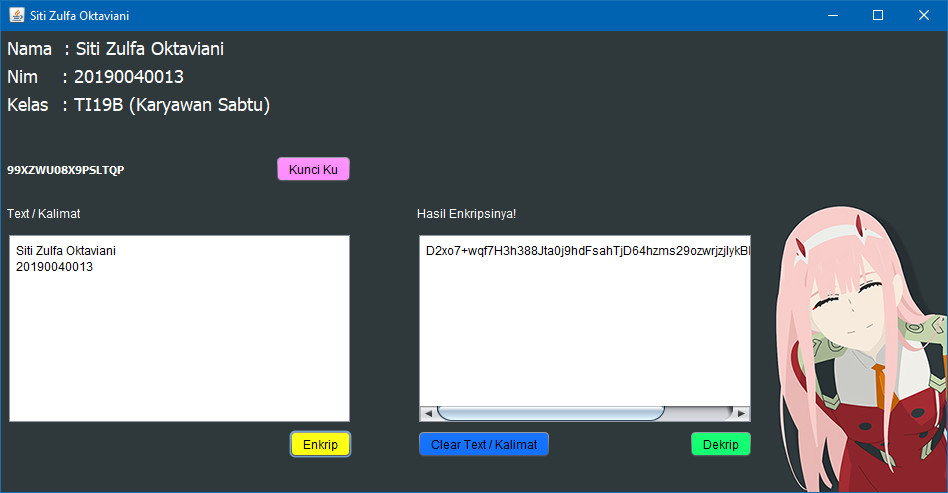 Siti Zulfa Oktaviani
Nama : Siti Zulfa Oktaviani
Nim : 20190040013
Kelas : TI19B (Karyawan Sabtu)
99XZWU08X9PSLTQP
Kunci Ku
Text / Kalimat
Hasil Enkripsinya!
Siti Zulfa Oktaviani
20190040013
D2xo7+wqf7H3h388Jta0j9hdFsahTjD64hzms29ozwrjzjlykBl
Enkrip
Clear Text / Kalimat
Dekrip